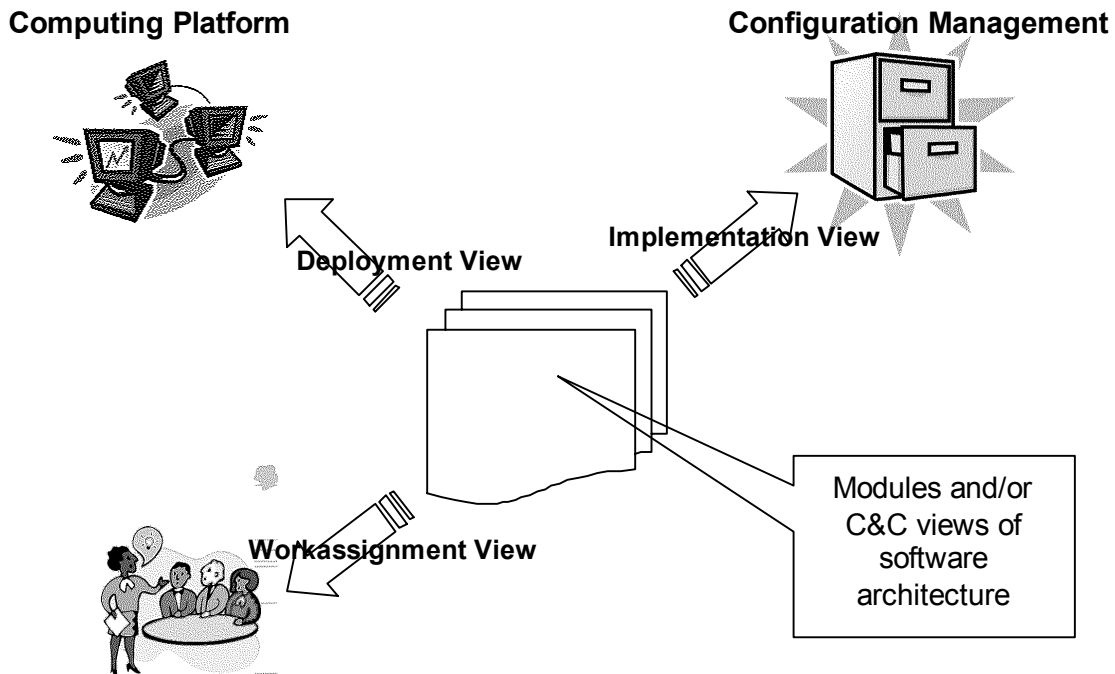 Computing Platform
Configuration Management
Implementation View
Deployment View
Workassignment View
Modules and/or
C&C views of
software
architecture